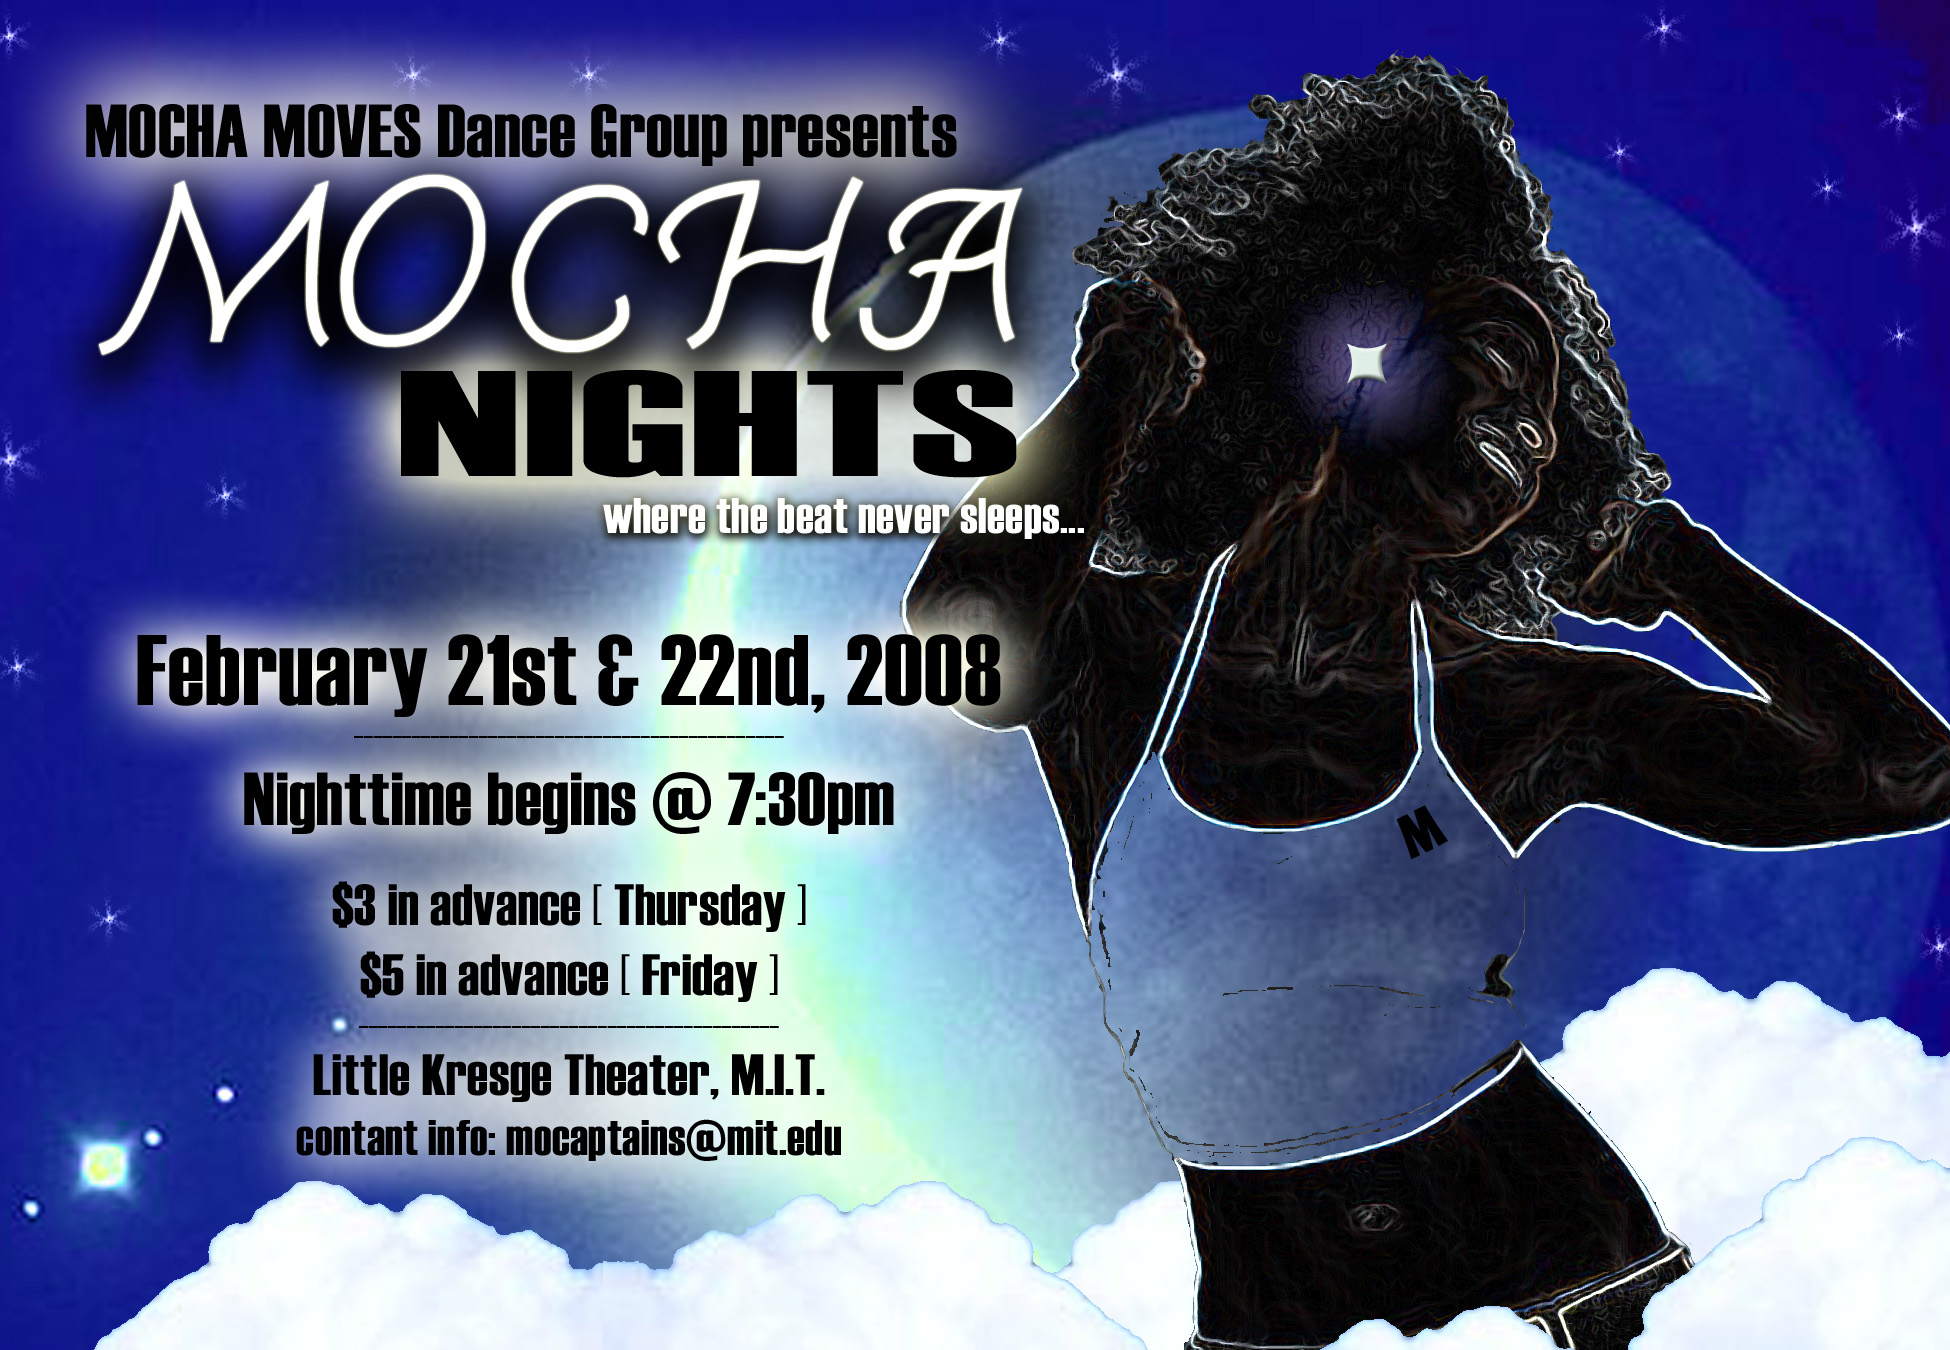 MOCHA MOVES Dance Group presents
MOCHA
NIGHTS
where the beat never sleeps...
February 21st & 22nd, 2008
Nighttime begins @ 7:30pm
$3 in advance [ Thursday ]
$5 in advance [ Friday ]
Little Kresge Theater, M.I.T.
contant info: mocaptains@mit.edu
M